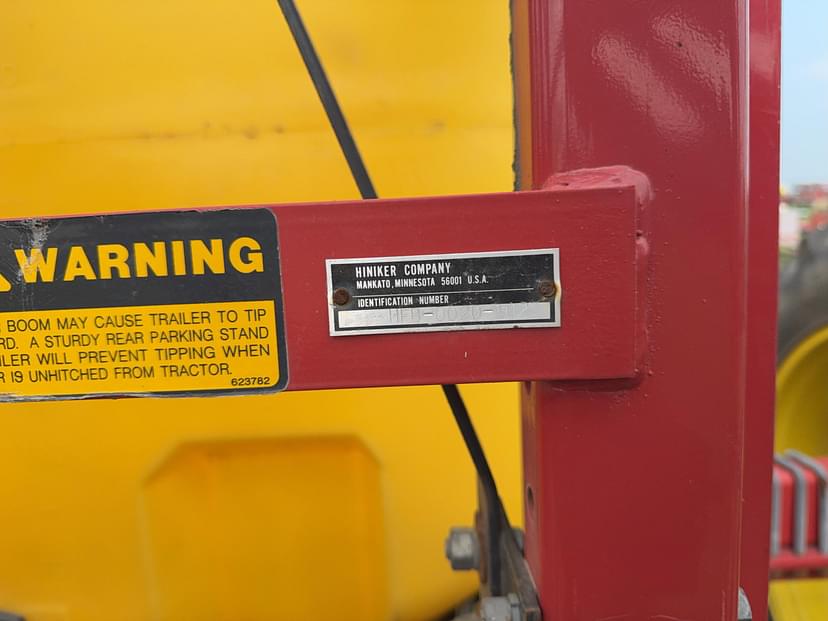 WARNING
BOOM MAY CAUSE TRAILER TO TIP
RD. A STURDY REAR PARKING STAND
ILER WILL PREVENT TIPPING WHEN
R IS UNHITCHED FROM TRACTOR.
623782
HINIKER COMPANY
MANKATO, MINNESOTA 56001 U.S.A.
IDENTIFICATION NUMBER